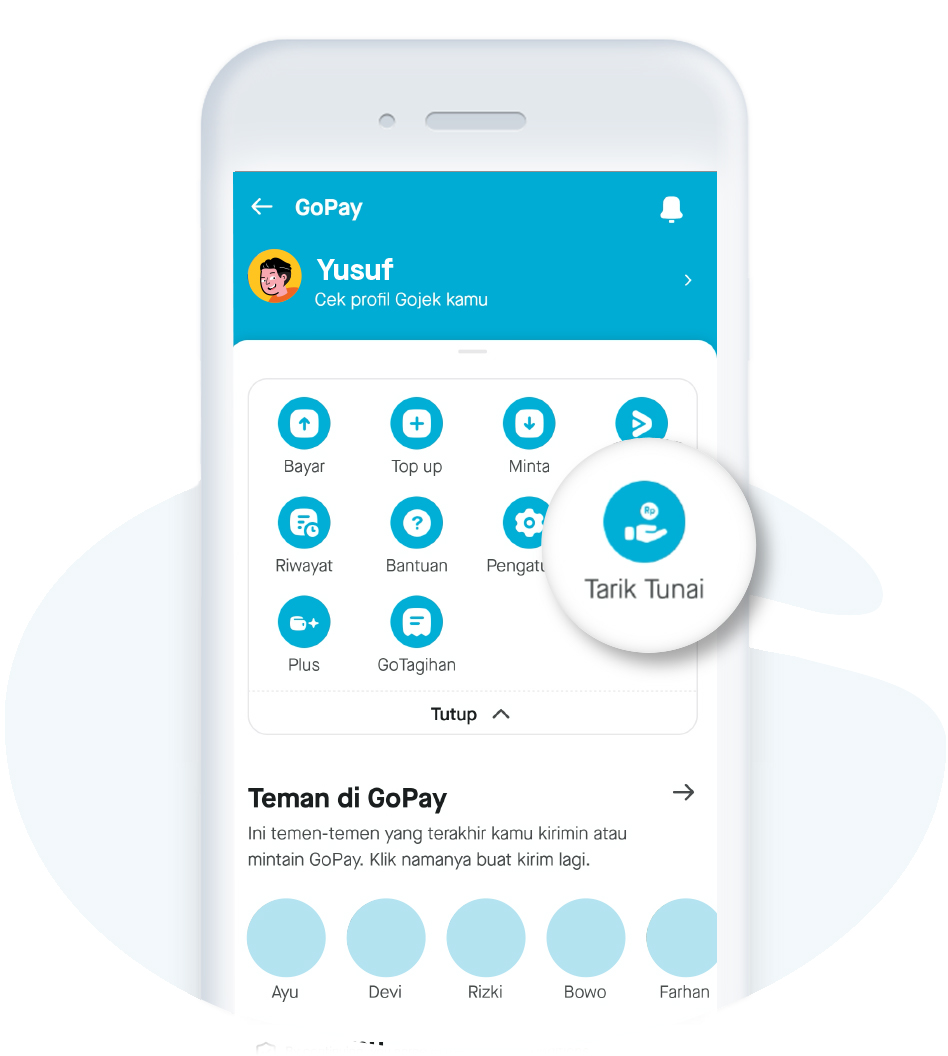 GoPay
Yusuf
Cek profil Gojek kamu
Bayar
Top up
Minta
Riwayat
Bantuan
Rp
Tarik Tunai
Plus
GoTagihan
Tutup
Teman di GoPay
Ini temen-temen yang terakhir kamu kirimin atau
mintain GoPay. Klik namanya buat kirim lagi.
Ayu
Devi
Rizki
Bowo
Farhan